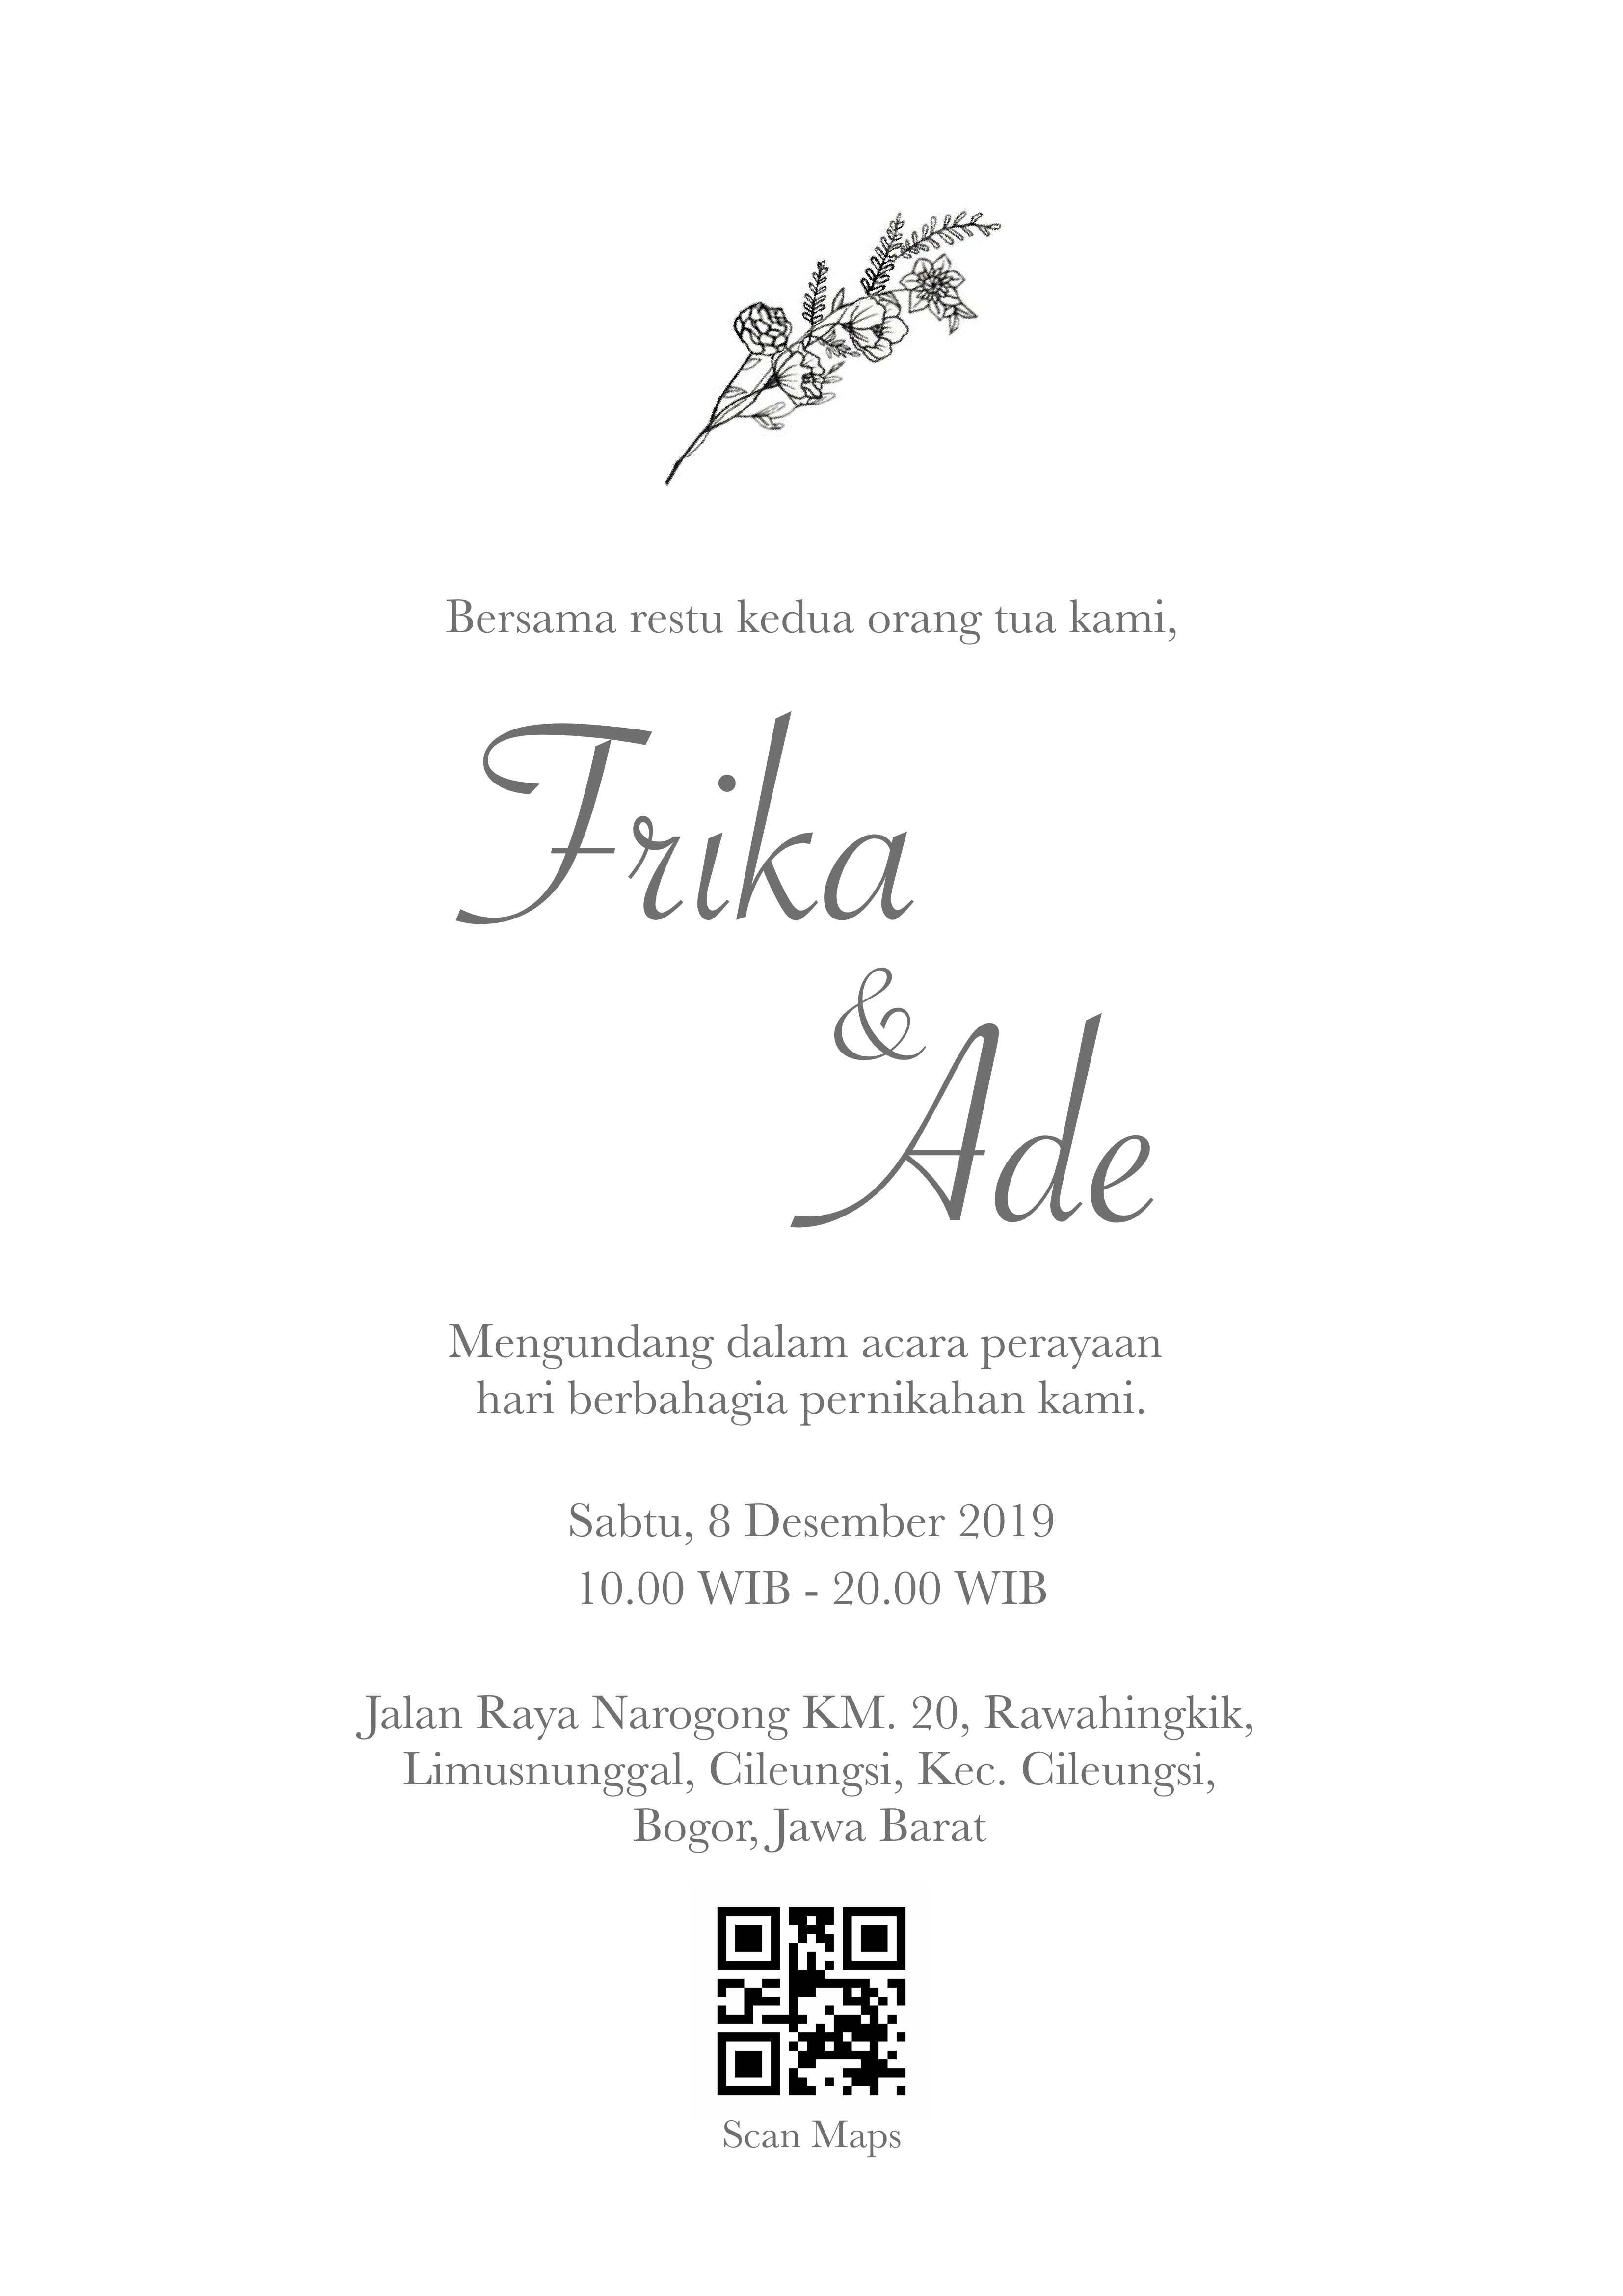 Bersama restu kedua orang tua kami,
Frika
&
Ade
Mengundang dalam acara perayaan
hari berbahagia pernikahan kami.
Sabtu, 8 Desember 2019
10.00 WIB - 20.00 WIB
Jalan Raya Narogong KM. 20, Rawahingkik,
Limusnunggal, Cileungsi, Kec. Cileungsi,
Bogor, Jawa Barat
Scan Maps